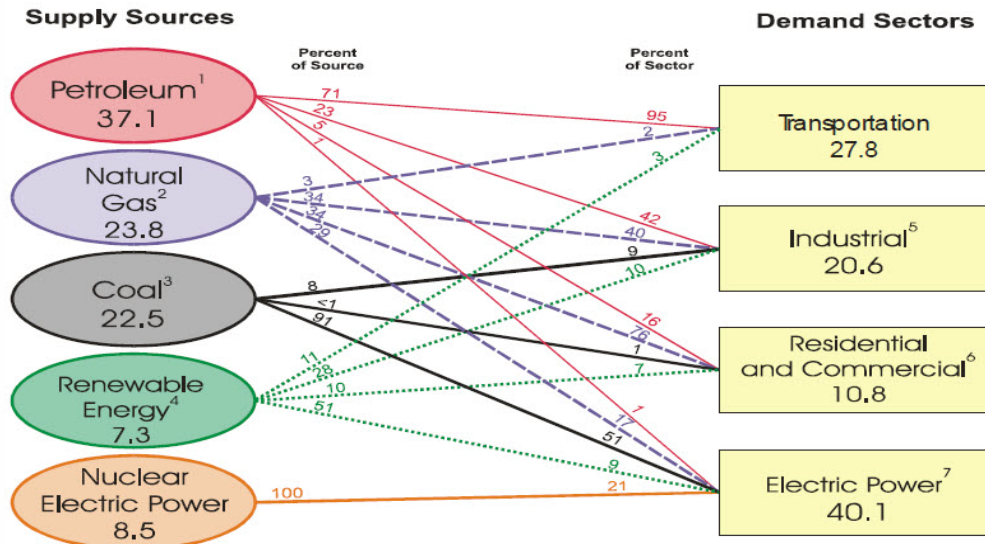 Supply Sources
Demand Sectors
Percent
of Source
Percent
of Sector
Petroleum1
37.1
Natural
Gas2
23.8
Coal3
22.5
Renewable
Energy4
7.3
Nuclear
Electric Power
8.5
71
23
5
1
3
34
34
29
8
<1
91
11
28
10
51
100
95
2
3
42
40
9
10
16
76
1
7
1
17
51
9
21
Transportation
27.8
Industrial5
20.6
Residential
and Commercial6
10.8
Electric Power7
40.1